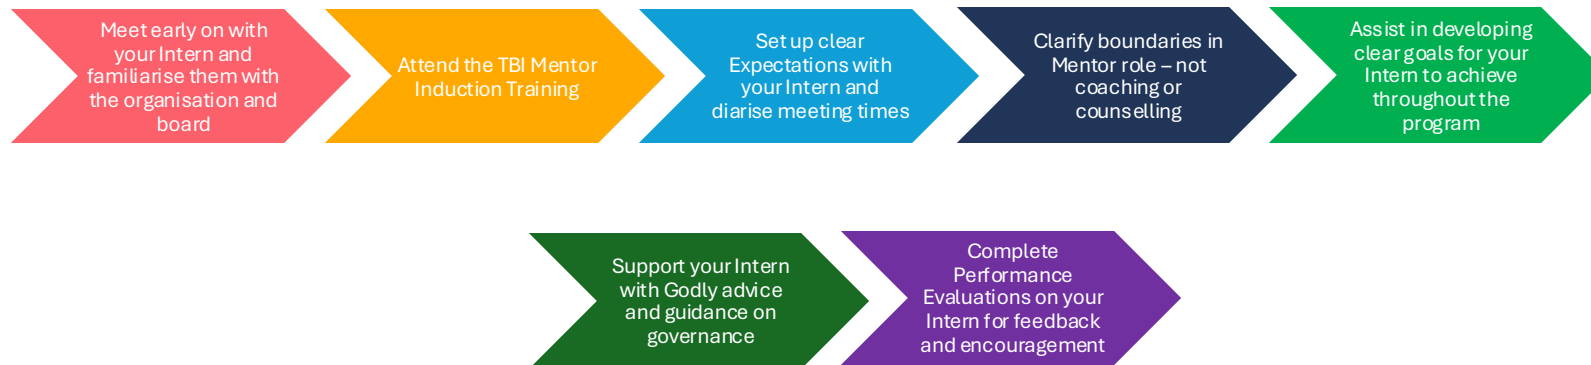 Meet early on with
your Intern and
familiarise them with
the organisation and
board
Attend the TBI Mentor
Induction Training
Set up clear
Expectations with
your Intern and
diarise meeting times
Clarify boundaries in
Mentor role – not
coaching or
counselling
Assist in developing
clear goals for your
Intern to achieve
throughout the
program
Support your Intern
with Godly advice
and guidance on
governance
Complete
Performance
Evaluations on your
Intern for feedback
and encouragement